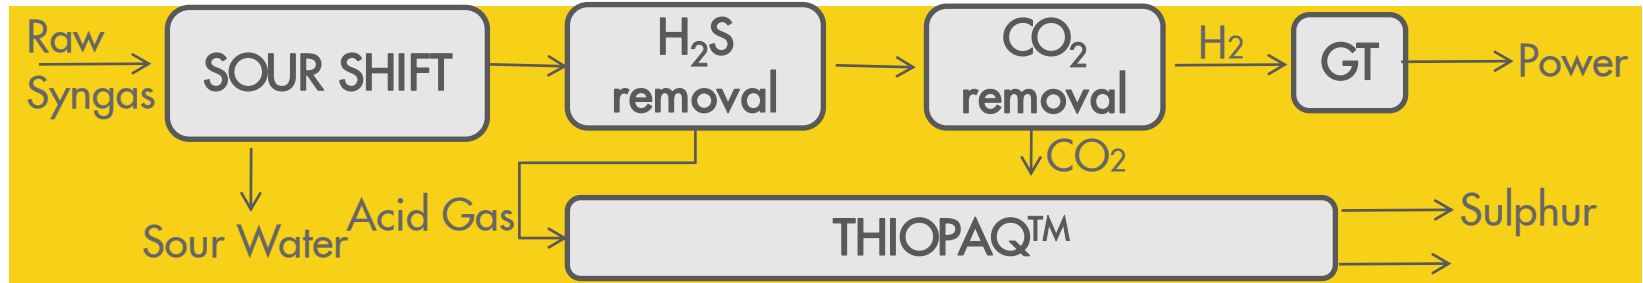 Raw
Syngas
SOUR SHIFT
H₂S
removal
CO₂
removal
H2
GT
Power
Sour Water
Acid Gas
CO2
THIOPAQ™
Sulphur